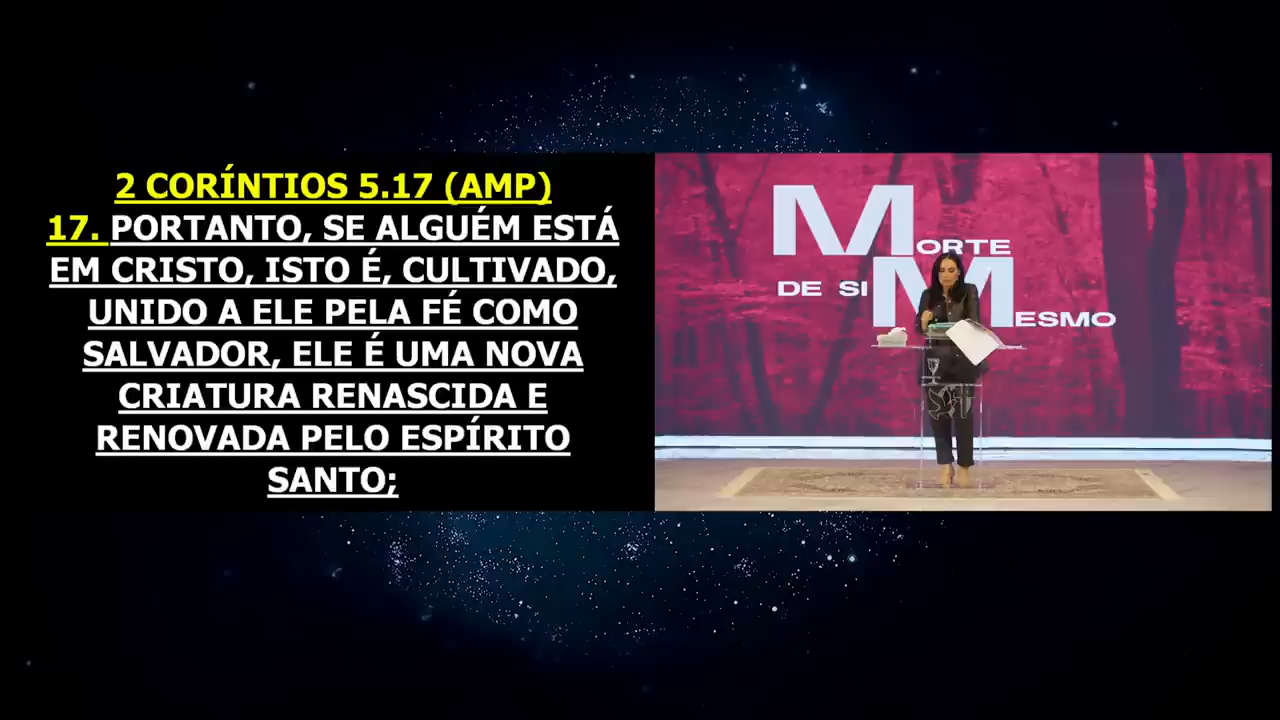 2 CORÍNTIOS 5.17 (AMP)
17. PORTANTO, SE ALGUÉM ESTÁ
EM CRISTO, ISTO É, CULTIVADO,
UNIDO A ELE PELA FÉ COMO
SALVADOR, ELE É UMA NOVA
CRIATURA RENASCIDA E
RENOVADA PELO ESPÍRITO
SANTO;
MORTE
DE SI MESMO